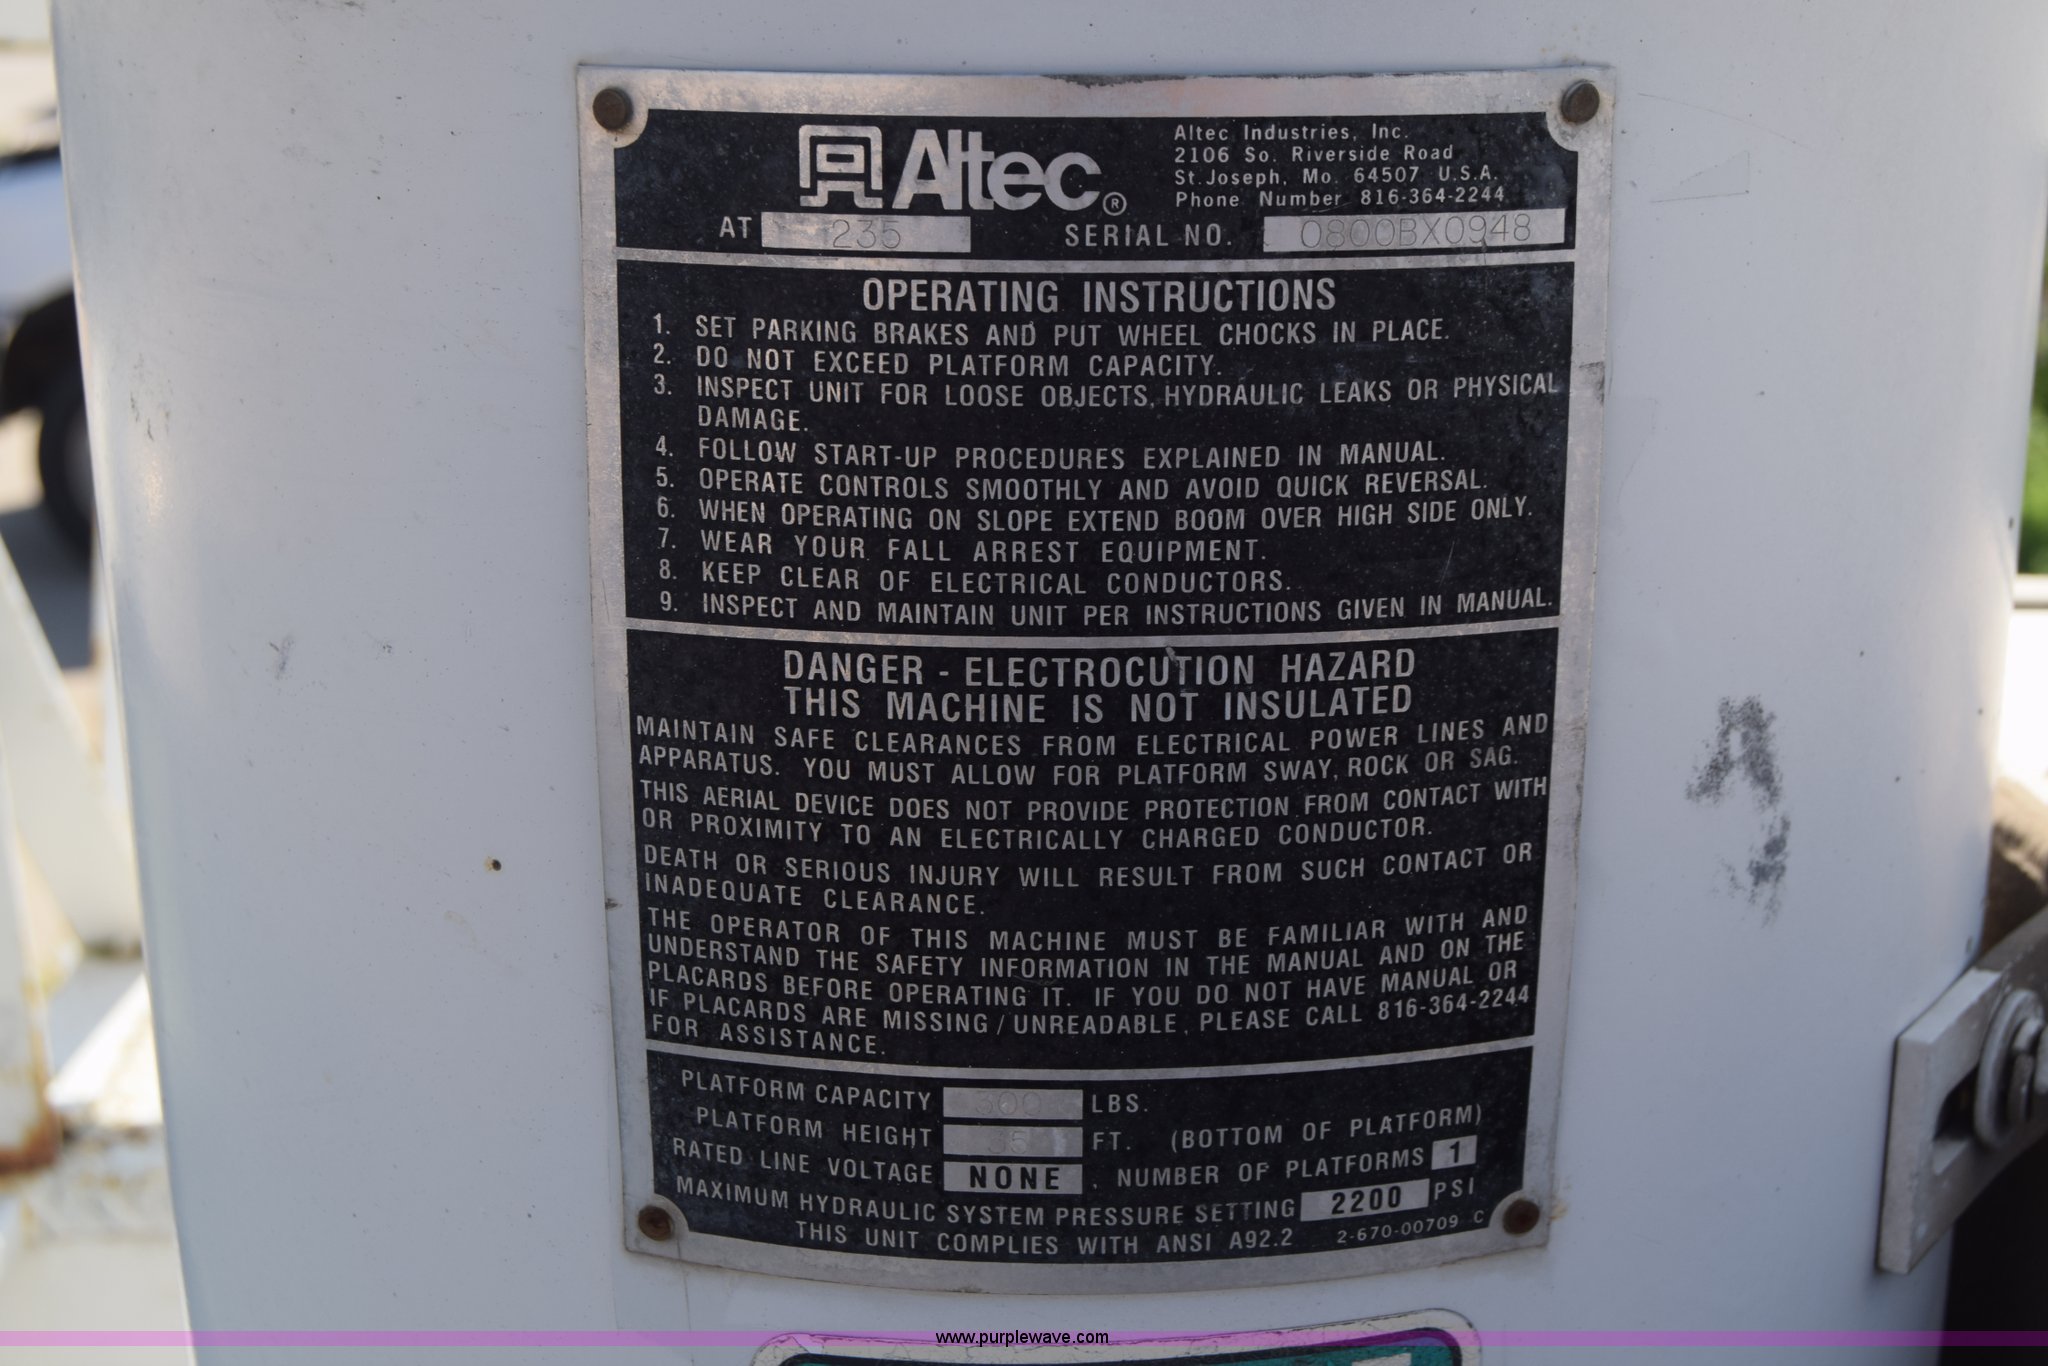 Altec®
Altec Industries, Inc.
2106 So. Riverside Road
St. Joseph, Mo. 64507 U.S.A.
Phone Number 816-364-2244
AT 235 SERIAL NO. 0800BX0948
OPERATING INSTRUCTIONS
1. SET PARKING BRAKES AND PUT WHEEL CHOCKS IN PLACE.
2. DO NOT EXCEED PLATFORM CAPACITY.
3. INSPECT UNIT FOR LOOSE OBJECTS, HYDRAULIC LEAKS OR PHYSICAL
DAMAGE.
4. FOLLOW START-UP PROCEDURES EXPLAINED IN MANUAL.
5. OPERATE CONTROLS SMOOTHLY AND AVOID QUICK REVERSAL.
6. WHEN OPERATING ON SLOPE EXTEND BOOM OVER HIGH SIDE ONLY.
7. WEAR YOUR FALL ARREST EQUIPMENT.
8. KEEP CLEAR OF ELECTRICAL CONDUCTORS.
9. INSPECT AND MAINTAIN UNIT PER INSTRUCTIONS GIVEN IN MANUAL.
DANGER - ELECTROCUTION HAZARD
THIS MACHINE IS NOT INSULATED
MAINTAIN SAFE CLEARANCES FROM ELECTRICAL POWER LINES AND
APPARATUS. YOU MUST ALLOW FOR PLATFORM SWAY, ROCK OR SAG.
THIS AERIAL DEVICE DOES NOT PROVIDE PROTECTION FROM CONTACT WITH
OR PROXIMITY TO AN ELECTRICALLY CHARGED CONDUCTOR.
DEATH OR SERIOUS INJURY WILL RESULT FROM SUCH CONTACT OR
INADEQUATE CLEARANCE.
THE OPERATOR OF THIS MACHINE MUST BE FAMILIAR WITH AND
UNDERSTAND THE SAFETY INFORMATION IN THE MANUAL AND ON THE
PLACARDS BEFORE OPERATING IT. IF YOU DO NOT HAVE MANUAL OR
IF PLACARDS ARE MISSING/UNREADABLE, PLEASE CALL 816-364-2244
FOR ASSISTANCE.
PLATFORM CAPACITY 300 LBS.
PLATFORM HEIGHT 35 FT. (BOTTOM OF PLATFORM)
RATED LINE VOLTAGE NONE. NUMBER OF PLATFORMS 1
MAXIMUM HYDRAULIC SYSTEM PRESSURE SETTING 2200 PSI
THIS UNIT COMPLIES WITH ANSI A92.2 2-670-00709 C
www.purplewave.com